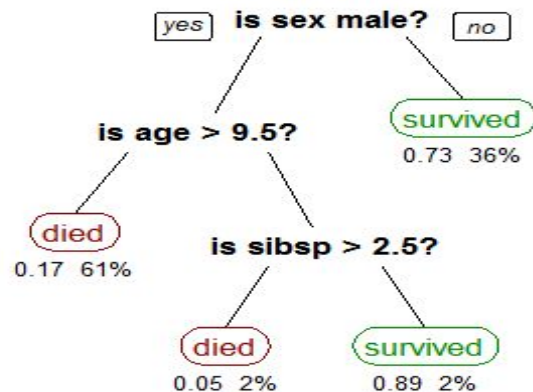 yes is sex male? no
survived
0.73 36%
is age > 9.5?
died
0.17 61%
is sibsp > 2.5?
died survived
0.05 2% 0.89 2%